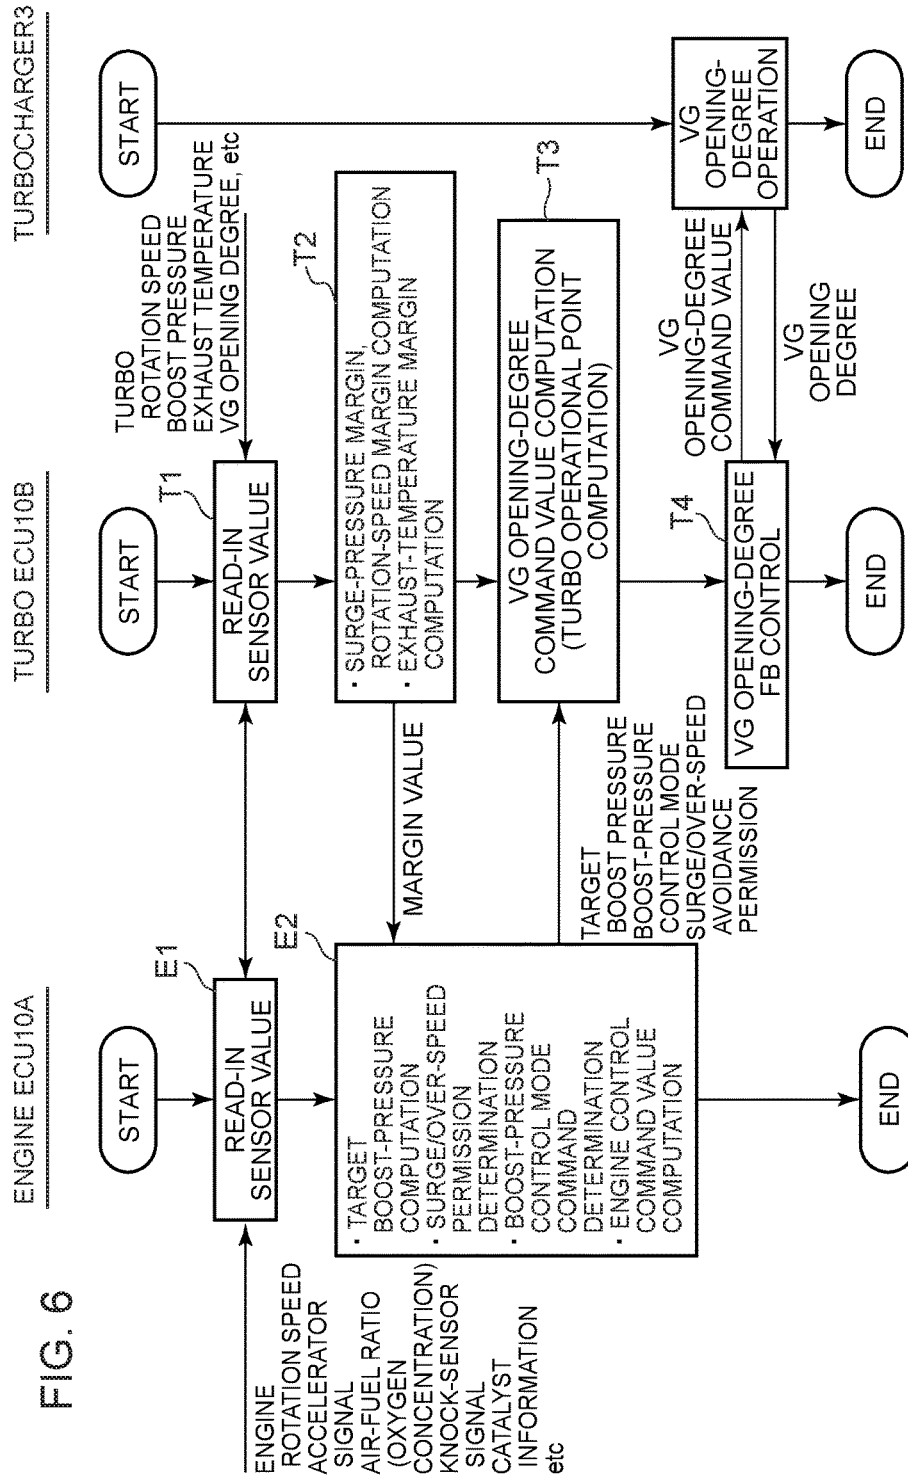 FIG. 6
ENGINE ECU10A
START
ENGINE
ROTATION SPEED
ACCELERATOR
SIGNAL
AIR-FUEL RATIO
(OXYGEN
CONCENTRATION)
KNOCK-SENSOR
SIGNAL
CATALYST
INFORMATION
etc
E1
READ-IN
SENSOR VALUE
E2
· TARGET
BOOST-PRESSURE
COMPUTATION
· SURGE/OVER-SPEED
PERMISSION
DETERMINATION
· BOOST-PRESSURE
CONTROL MODE
COMMAND
DETERMINATION
· ENGINE CONTROL
COMMAND VALUE
COMPUTATION
END
MARGIN VALUE
TARGET
BOOST PRESSURE
BOOST-PRESSURE
CONTROL MODE
SURGE/OVER-SPEED
AVOIDANCE
PERMISSION
TURBO ECU10B
START
T1
READ-IN
SENSOR VALUE
T2
· SURGE-PRESSURE MARGIN,
ROTATION-SPEED MARGIN COMPUTATION
· EXHAUST-TEMPERATURE MARGIN
COMPUTATION
T3
VG OPENING-DEGREE
COMMAND VALUE COMPUTATION
(TURBO OPERATIONAL POINT
COMPUTATION)
T4
VG OPENING-DEGREE
FB CONTROL
END
TURBO
ROTATION SPEED
BOOST PRESSURE
EXHAUST TEMPERATURE
VG OPENING DEGREE, etc
VG
OPENING-DEGREE
COMMAND VALUE
VG
OPENING
DEGREE
TURBOCHARGER3
START
VG
OPENING-
DEGREE
OPERATION
END